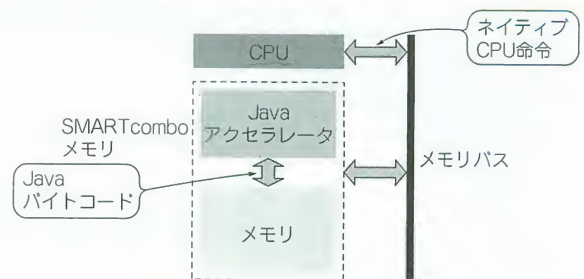 ネイティブ
CPU命令
CPU
Java
アクセラレータ
SMARTcombo
メモリ
メモリバス
Java
バイトコード
メモリ